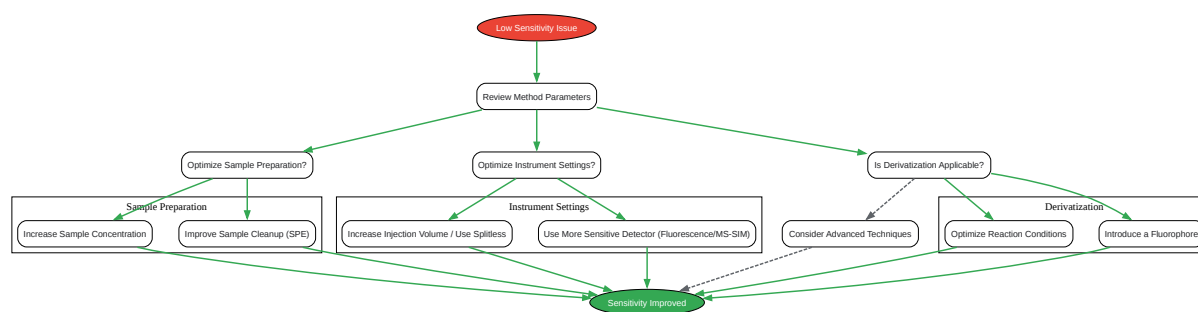 Low Sensitivity Issue
Review Method Parameters
Optimize Sample Preparation?
Optimize Instrument Settings?
Is Derivatization Applicable?
Sample Preparation
Instrument Settings
Derivatization
Increase Sample Concentration
Improve Sample Cleanup (SPE)
Increase Injection Volume / Use Splitless
Use More Sensitive Detector (Fluorescence/MS-SIM)
Consider Advanced Techniques
Optimize Reaction Conditions
Introduce a Fluorophore
Sensitivity Improved